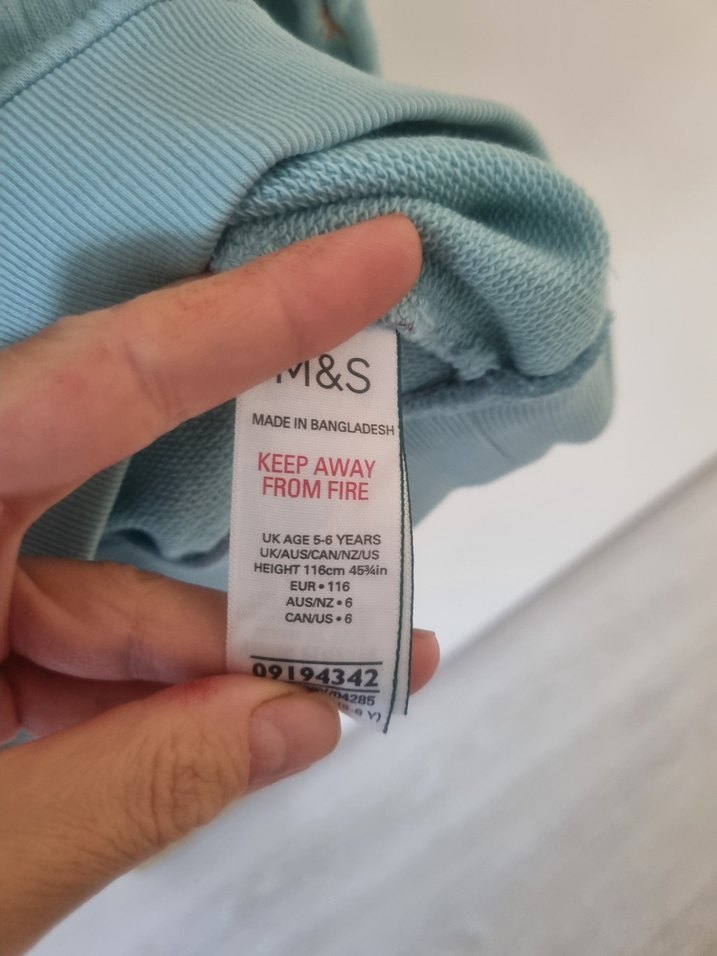 M&S
MADE IN BANGLADESH
KEEP AWAY
FROM FIRE
UK AGE 5-6 YEARS
UK/AUS/CAN/NZ/US
HEIGHT 116cm 45¾in
EUR • 116
AUS/NZ • 6
CAN/US • 6
09194342